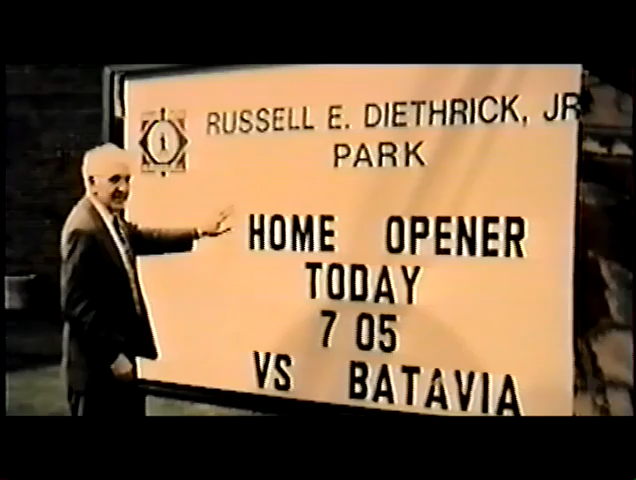 i
RUSSELL E. DIETHRICK, JR
PARK
HOME OPENER
TODAY
7 05
VS BATAVIA